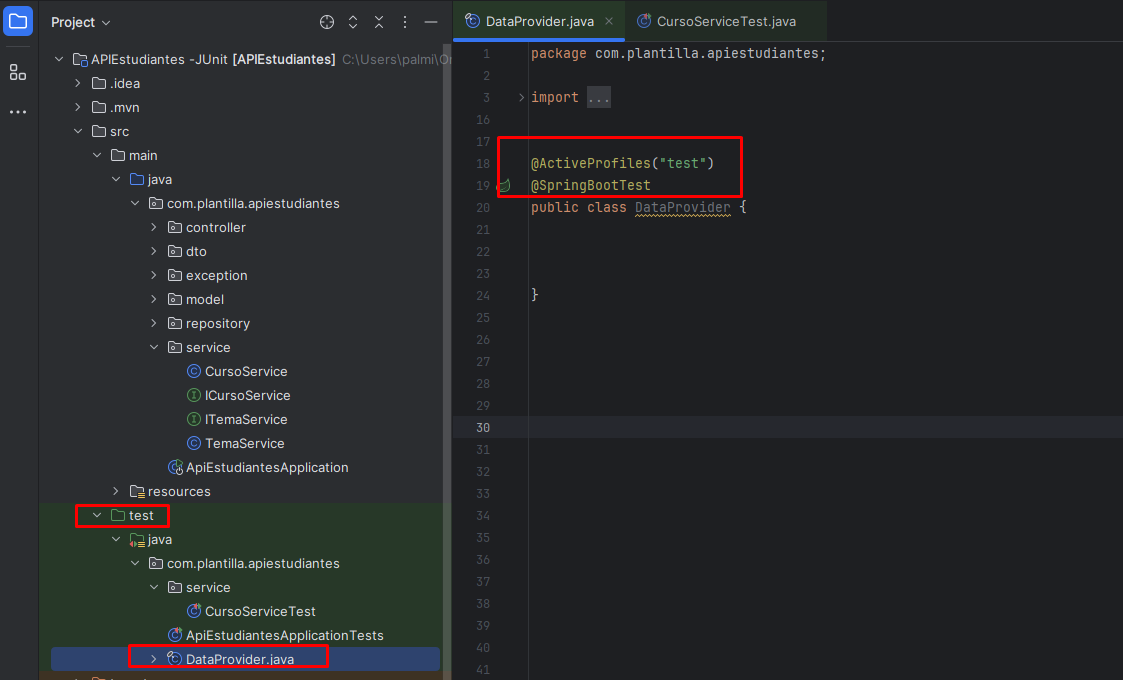 Project
APIEstudiantes -JUnit [APIEstudiantes] C:\Users\palmi\O
.idea
.mvn
src
main
java
com.plantilla.apiestudiantes
controller
dto
exception
model
repository
service
CursoService
ICursoService
ITemaService
TemaService
ApiEstudiantesApplication
resources
test
java
com.plantilla.apiestudiantes
service
CursoServiceTest
ApiEstudiantesApplicationTests
DataProvider.java
DataProvider.java
CursoServiceTest.java
1 package com.plantilla.apiestudiantes;
2
3 import ...
16
17
18 @ActiveProfiles("test")
19 @SpringBootTest
20 public class DataProvider {
21
22
23
24 }
25
26
27
28
29
30
31
32
33
34
35
36
37
38
39
40
41